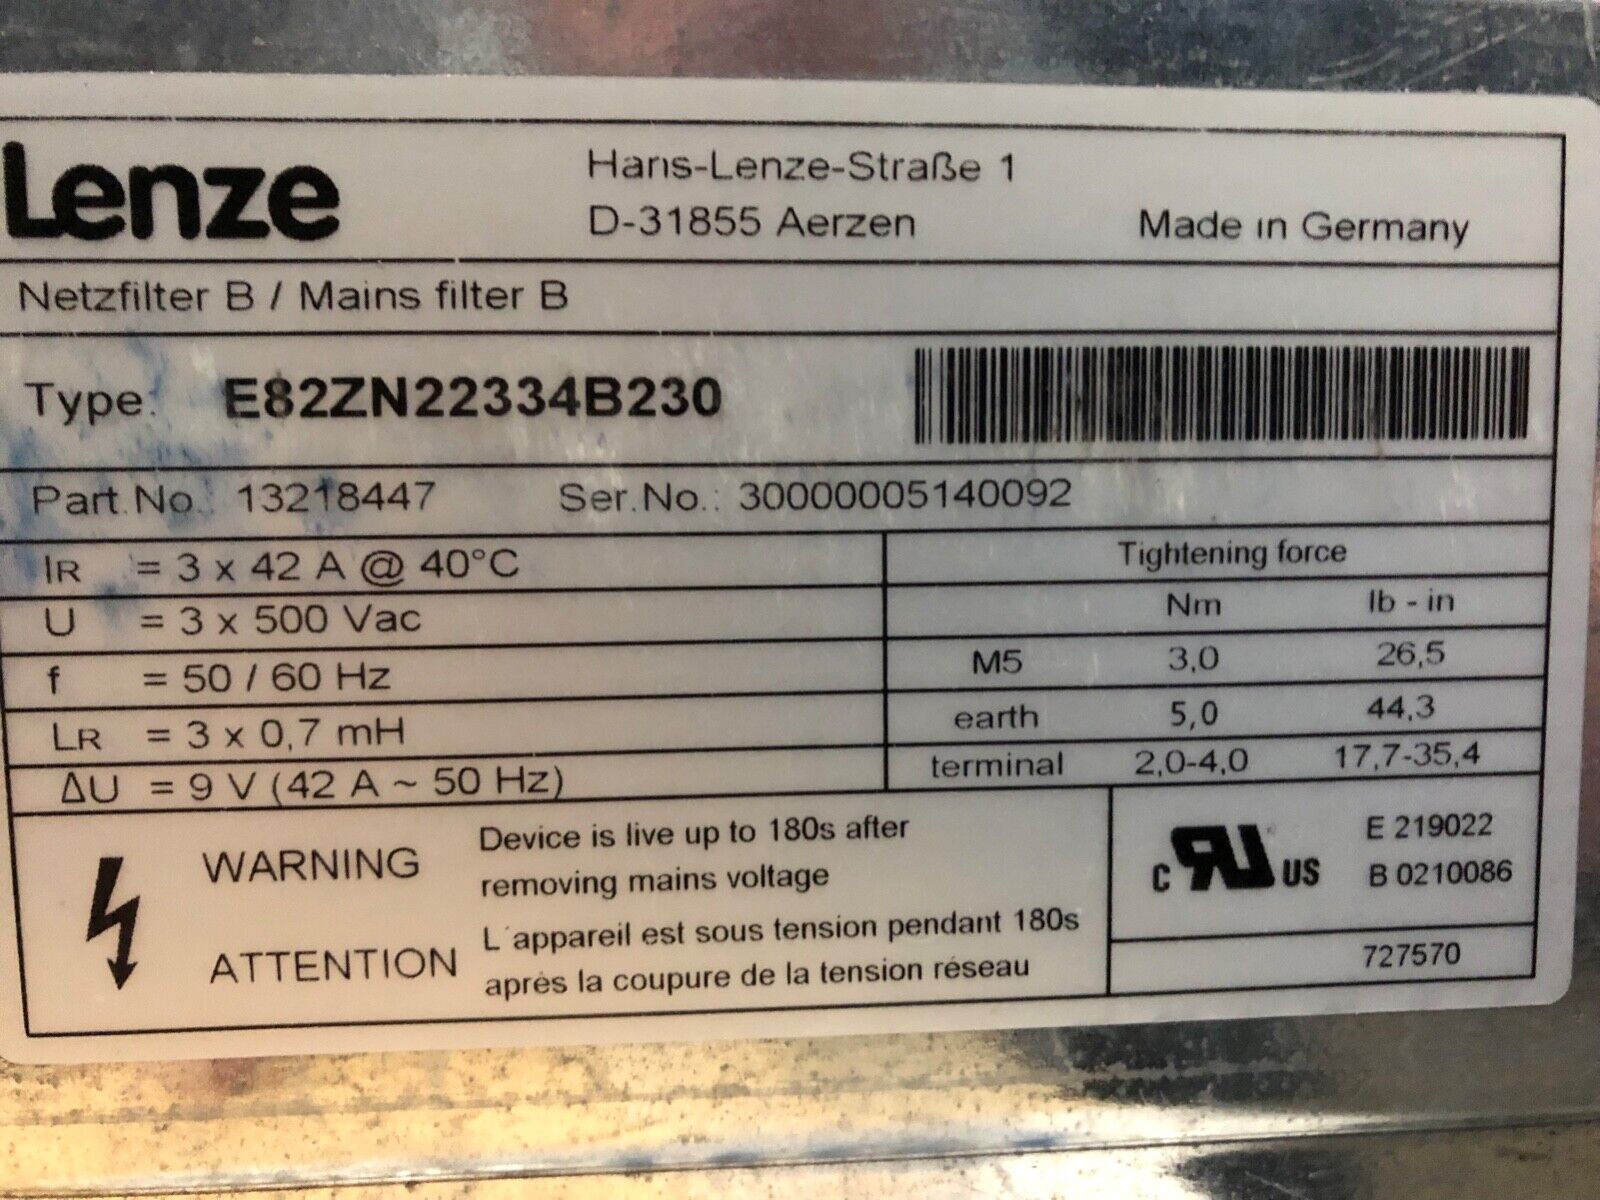 Lenze
Hans-Lenze-Straße 1
D-31855 Aerzen
Made in Germany
Netzfilter B / Mains filter B
Type: E82ZN22334B230
Part.No.: 13218447 Ser.No.: 30000005140092
IR = 3 x 42 A @ 40°C
U = 3 x 500 Vac
f = 50 / 60 Hz
LR = 3 x 0,7 mH
ΔU = 9 V (42 A ~ 50 Hz)
Tightening force
Nm lb - in
M5 3,0 26,5
earth 5,0 44,3
terminal 2,0-4,0 17,7-35,4
WARNING
Device is live up to 180s after
removing mains voltage
ATTENTION
L´appareil est sous tension pendant 180s
après la coupure de la tension réseau
c RU US
E 219022
B 0210086
727570